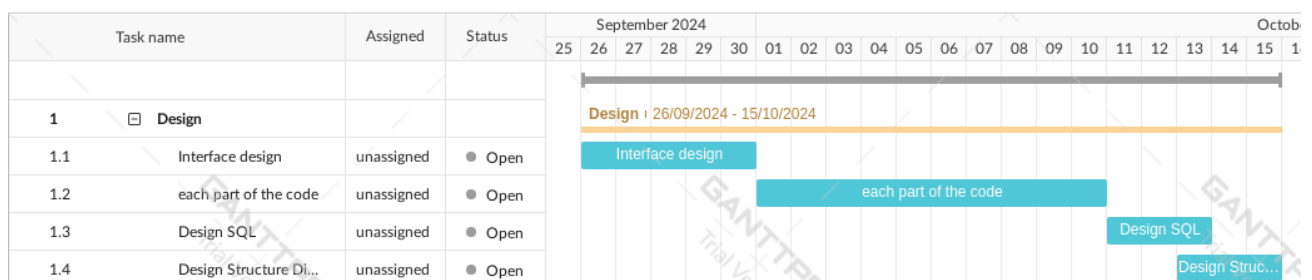 Task name Assigned Status September 2024 Octob
25 26 27 28 29 30 01 02 03 04 05 06 07 08 09 10 11 12 13 14 15
1 Design Design 26/09/2024 - 15/10/2024
1.1 Interface design unassigned Open Interface design
1.2 each part of the code unassigned Open each part of the code
1.3 Design SQL unassigned Open Design SQL
1.4 Design Structure Di... unassigned Open Design Struc...